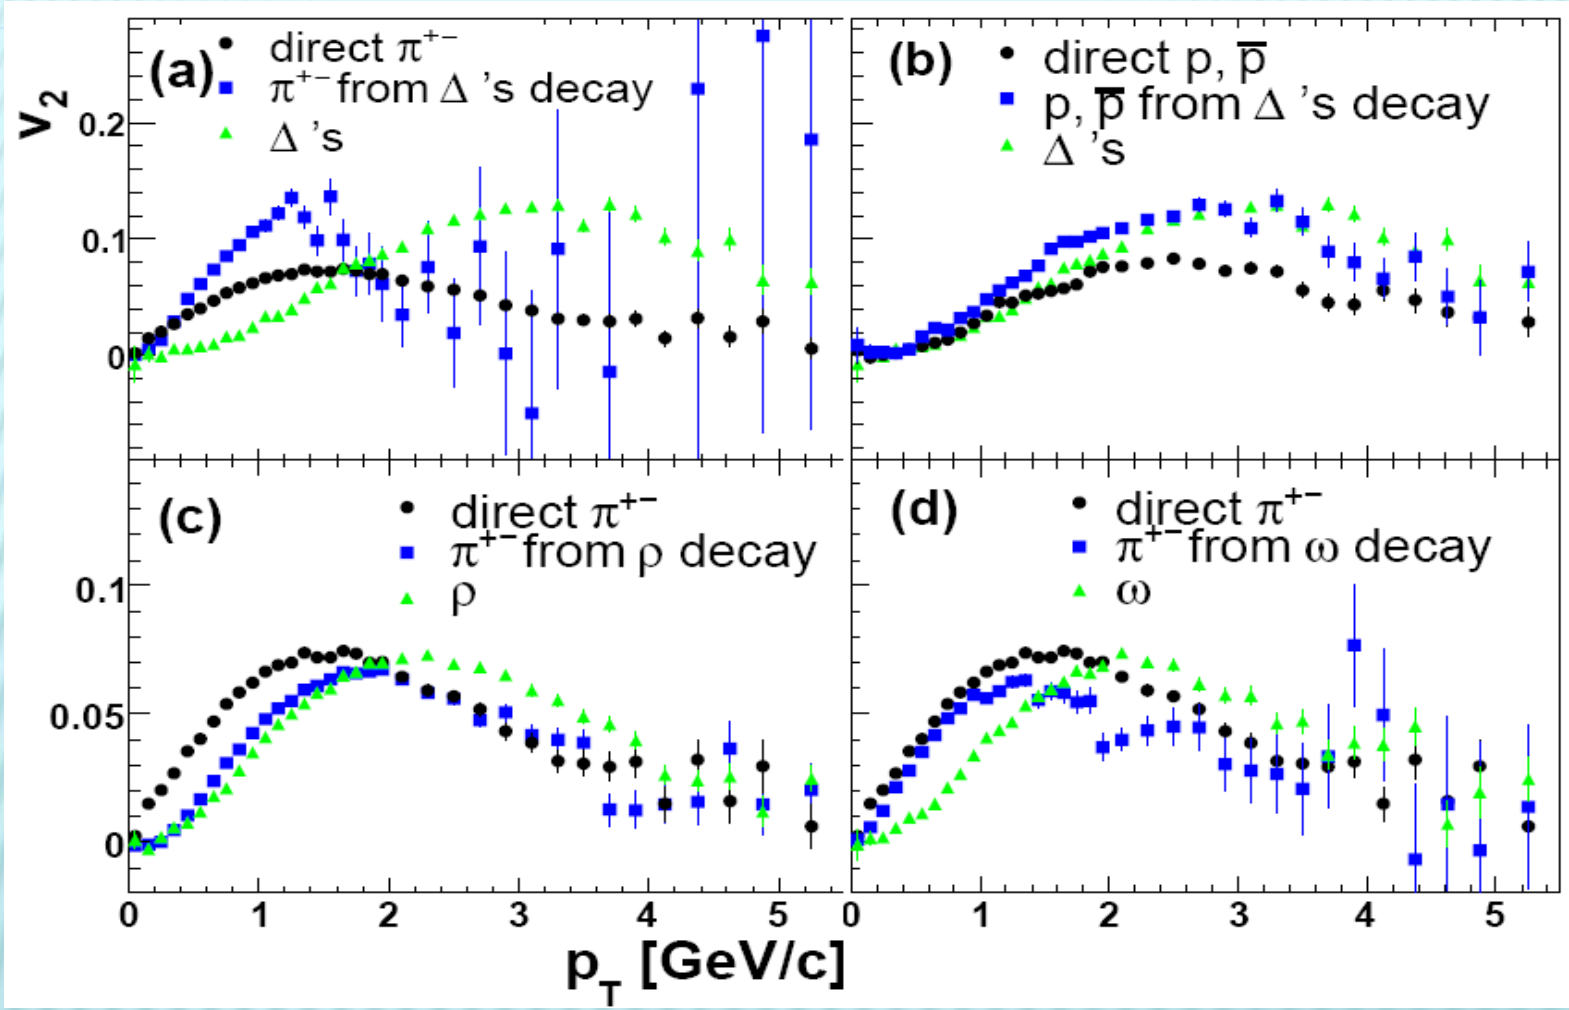 v₂
(a) direct π⁺⁻
π⁺⁻from Δ 's decay
Δ 's
0.2
0.1
0
(b) direct p, p̅
p, p̅ from Δ 's decay
Δ 's
(c) direct π⁺⁻
π⁺⁻from ρ decay
ρ
0.1
0.05
0
(d) direct π⁺⁻
π⁺⁻from ω decay
ω
0 1 2 3 4 5 0 1 2 3 4 5
p_T [GeV/c]